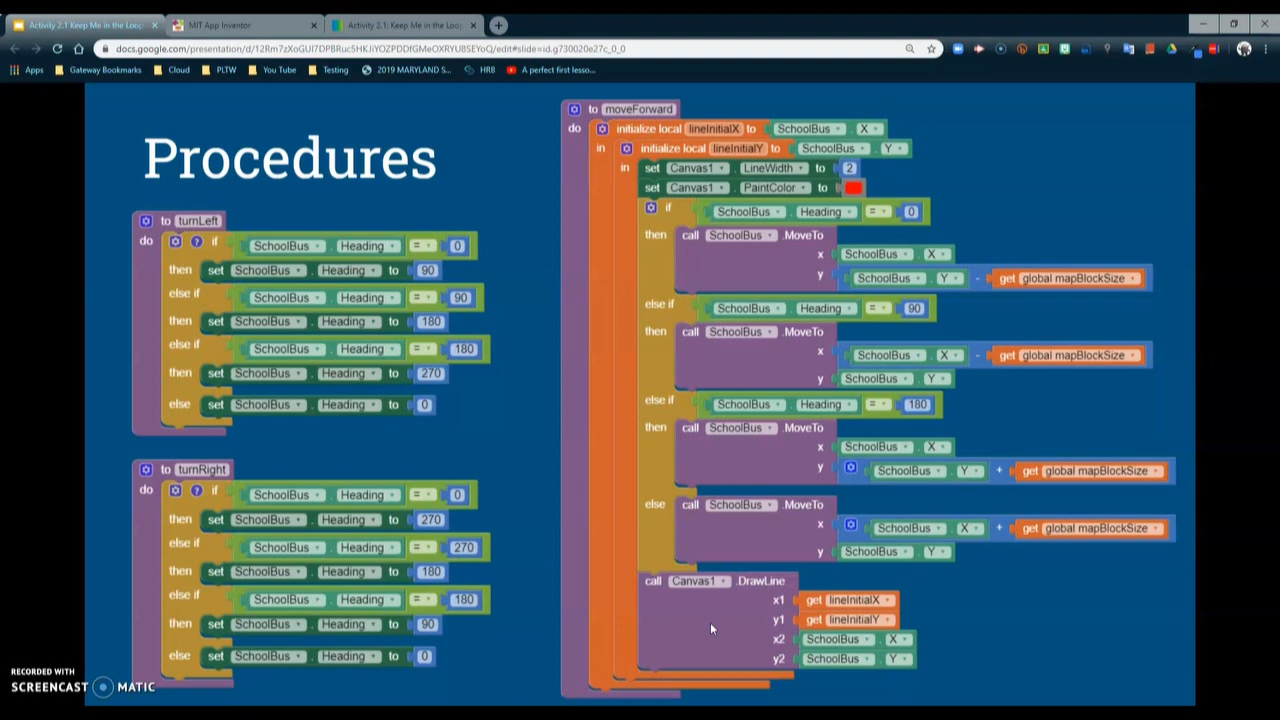 Activity 2.1 Keep Me in the Loop
MIT App Inventor
Activity 2.1: Keep Me in the Loop
docs.google.com/presentation/d/12Rm7zXoGUI7DPBRuc5HKJiYOZPDDfGMeOXRYU8SEYoQ/edit#slide=id.g730020e27c_0_0
Apps Gateway Bookmarks Cloud PLTW You Tube Testing 2019 MARYLAND S... HRB A perfect first lesso...
Procedures
to turnLeft
do if SchoolBus . Heading = 0
then set SchoolBus . Heading to 90
else if SchoolBus . Heading = 90
then set SchoolBus . Heading to 180
else if SchoolBus . Heading = 180
then set SchoolBus . Heading to 270
else set SchoolBus . Heading to 0
to turnRight
do if SchoolBus . Heading = 0
then set SchoolBus . Heading to 270
else if SchoolBus . Heading = 270
then set SchoolBus . Heading to 180
else if SchoolBus . Heading = 180
then set SchoolBus . Heading to 90
else set SchoolBus . Heading to 0
to moveForward
do initialize local lineInitialX to SchoolBus . X
in initialize local lineInitialY to SchoolBus . Y
in set Canvas1 . LineWidth to 2
set Canvas1 . PaintColor to
if SchoolBus . Heading = 0
then call SchoolBus .MoveTo
x SchoolBus . X
y SchoolBus . Y - get global mapBlockSize
else if SchoolBus . Heading = 90
then call SchoolBus .MoveTo
x SchoolBus . X - get global mapBlockSize
y SchoolBus . Y
else if SchoolBus . Heading = 180
then call SchoolBus .MoveTo
x SchoolBus . X
y SchoolBus . Y + get global mapBlockSize
else call SchoolBus .MoveTo
x SchoolBus . X + get global mapBlockSize
y SchoolBus . Y
call Canvas1 .DrawLine
x1 get lineInitialX
y1 get lineInitialY
x2 SchoolBus . X
y2 SchoolBus . Y
RECORDED WITH
SCREENCAST MATIC